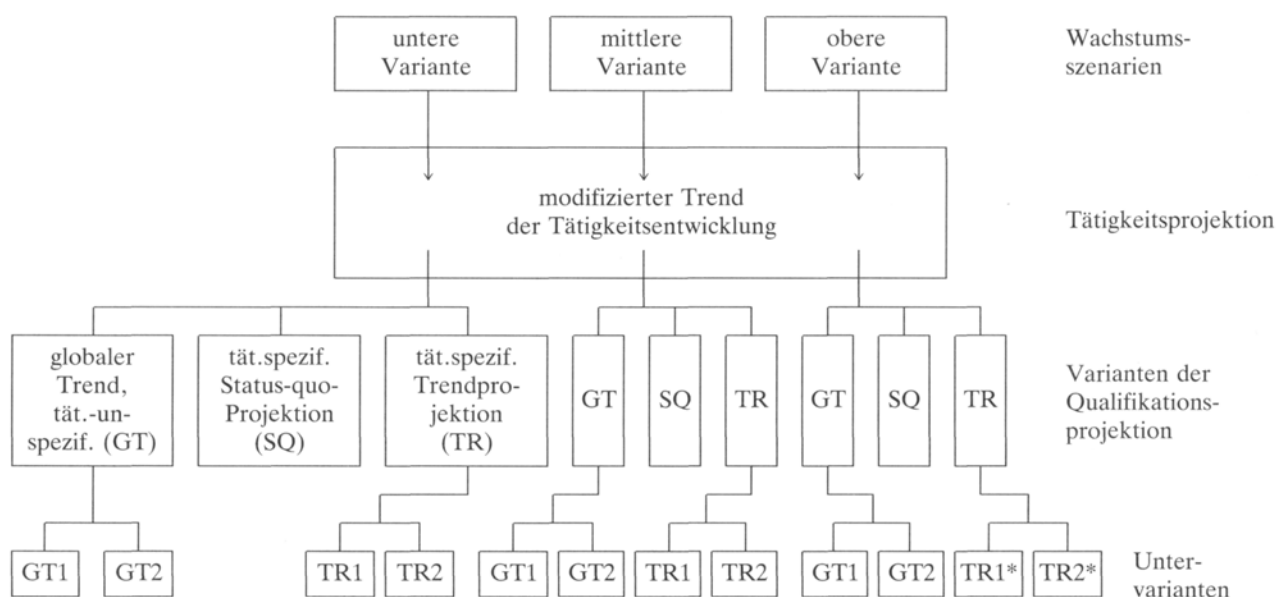 untere
Variante
mittlere
Variante
obere
Variante
Wachstums-
szenarien
modifizierter Trend
der Tätigkeitsentwicklung
Tätigkeitsprojektion
globaler
Trend,
tät.-un-
spezif. (GT)
tät.spezif.
Status-quo-
Projektion
(SQ)
tät.spezif.
Trendpro-
jektion
(TR)
GT
SQ
TR
GT
SQ
TR
Varianten der
Qualifikations-
projektion
GT1
GT2
TR1
TR2
GT1
GT2
TR1
TR2
GT1
GT2
TR1*
TR2*
Unter-
varianten